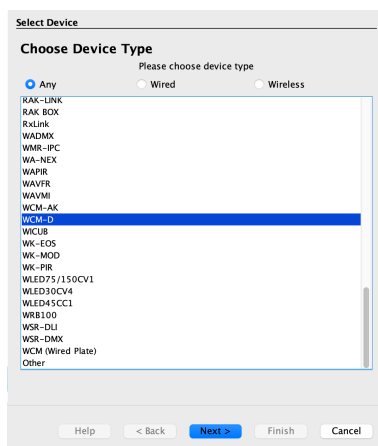 Select Device
Choose Device Type
Please choose device type
Any Wired Wireless
RAK-LINK
RAK BOX
RxLink
WADMX
WMR-IPC
WA-NEX
WAPIR
WAVFR
WAVMI
WCM-AK
WCM-D
WICUB
WK-EOS
WK-MOD
WK-PIR
WLED75/150CV1
WLED30CV4
WLED45CC1
WRB100
WSR-DLI
WSR-DMX
WCM (Wired Plate)
Other
Help < Back Next > Finish Cancel